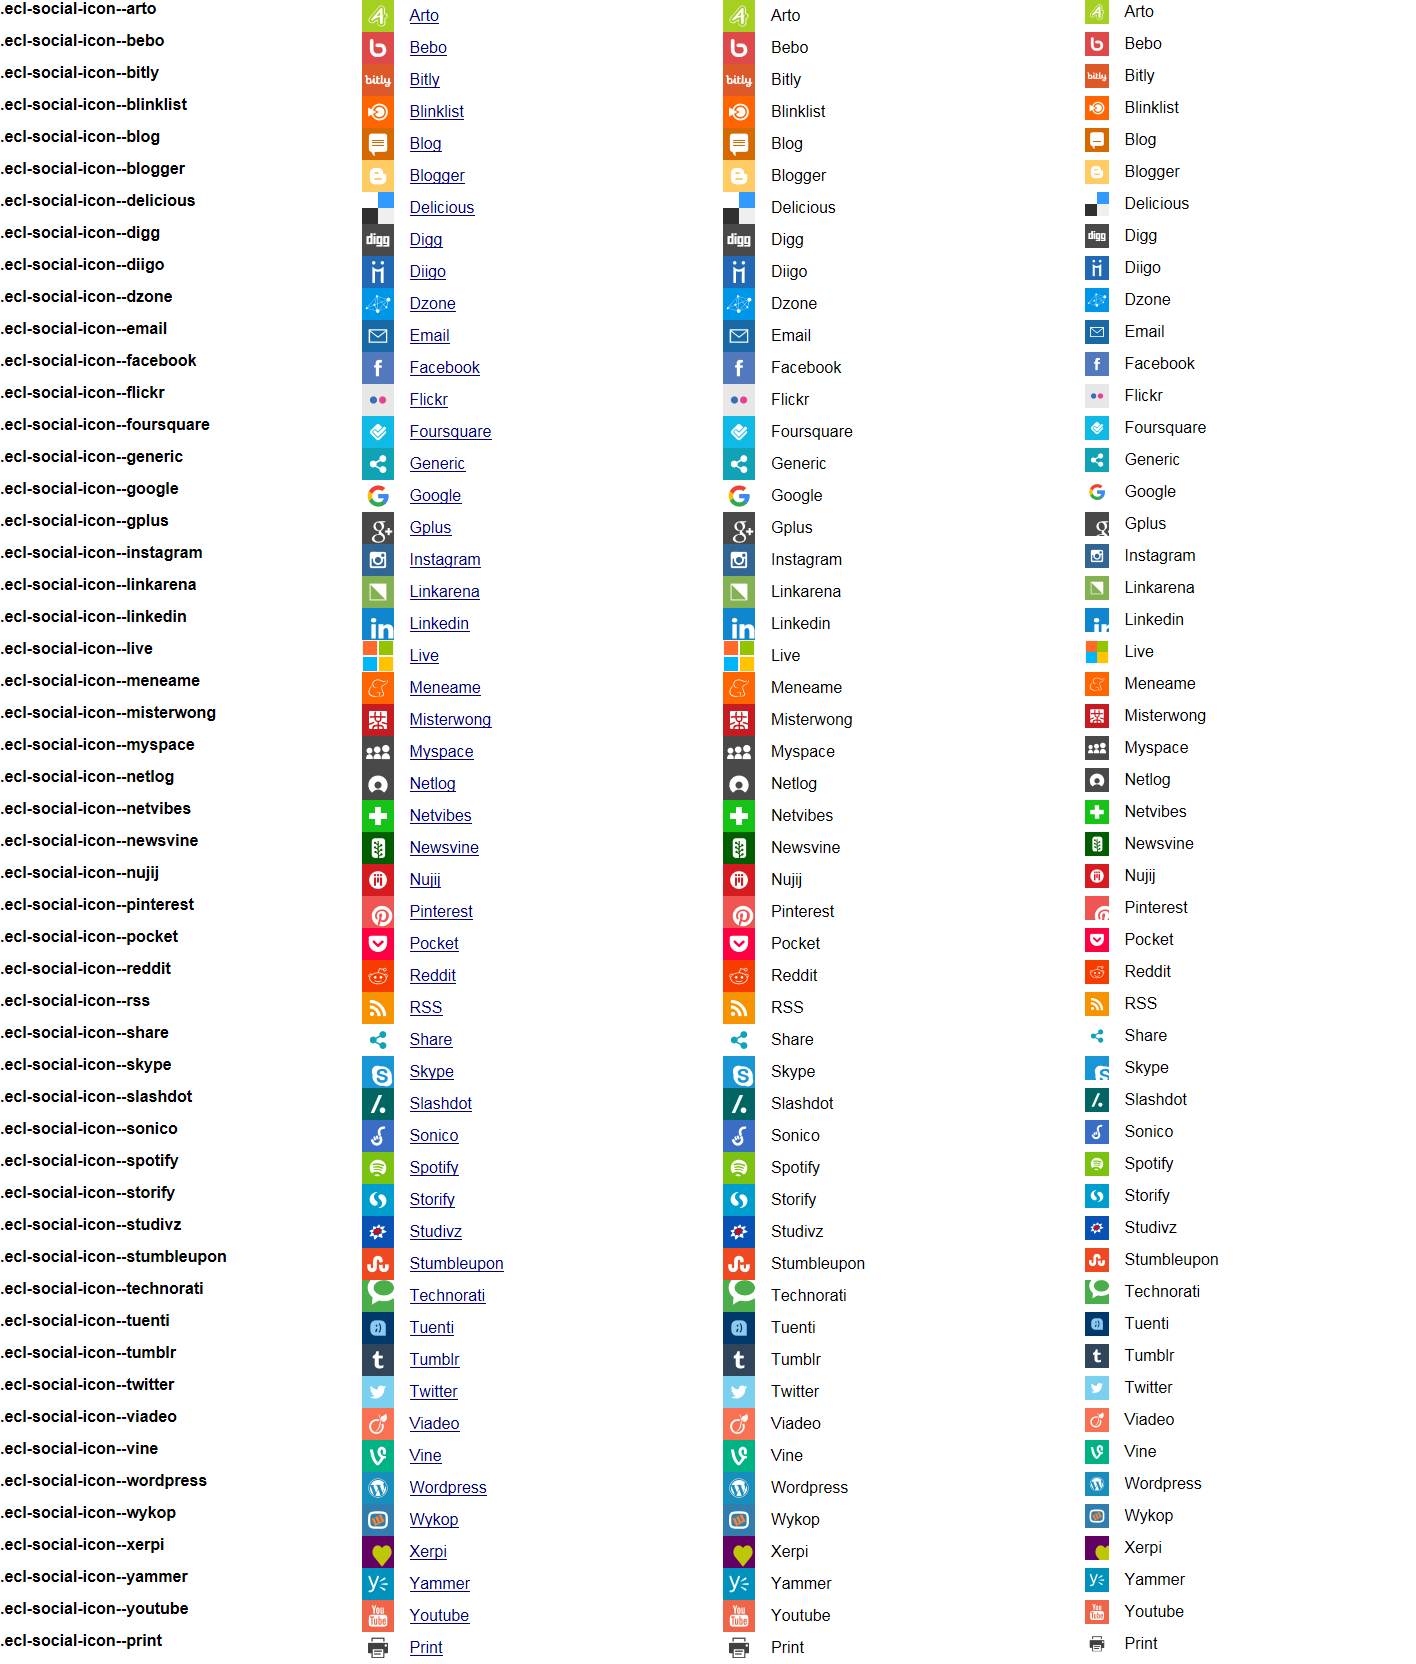 .ecl-social-icon--arto Arto Arto Arto
.ecl-social-icon--bebo Bebo Bebo Bebo
.ecl-social-icon--bitly bitly Bitly bitly Bitly bitly Bitly
.ecl-social-icon--blinklist Blinklist Blinklist Blinklist
.ecl-social-icon--blog Blog Blog Blog
.ecl-social-icon--blogger Blogger Blogger Blogger
.ecl-social-icon--delicious Delicious Delicious Delicious
.ecl-social-icon--digg digg Digg digg Digg digg Digg
.ecl-social-icon--diigo Diigo Diigo Diigo
.ecl-social-icon--dzone Dzone Dzone Dzone
.ecl-social-icon--email Email Email Email
.ecl-social-icon--facebook f Facebook f Facebook f Facebook
.ecl-social-icon--flickr Flickr Flickr Flickr
.ecl-social-icon--foursquare Foursquare Foursquare Foursquare
.ecl-social-icon--generic Generic Generic Generic
.ecl-social-icon--google G Google G Google G Google
.ecl-social-icon--gplus g+ Gplus g+ Gplus g Gplus
.ecl-social-icon--instagram Instagram Instagram Instagram
.ecl-social-icon--linkarena Linkarena Linkarena Linkarena
.ecl-social-icon--linkedin in Linkedin in Linkedin in Linkedin
.ecl-social-icon--live Live Live Live
.ecl-social-icon--meneame Meneame Meneame Meneame
.ecl-social-icon--misterwong Misterwong Misterwong Misterwong
.ecl-social-icon--myspace Myspace Myspace Myspace
.ecl-social-icon--netlog Netlog Netlog Netlog
.ecl-social-icon--netvibes Netvibes Netvibes Netvibes
.ecl-social-icon--newsvine Newsvine Newsvine Newsvine
.ecl-social-icon--nujij Nujij Nujij Nujij
.ecl-social-icon--pinterest Pinterest Pinterest Pinterest
.ecl-social-icon--pocket Pocket Pocket Pocket
.ecl-social-icon--reddit Reddit Reddit Reddit
.ecl-social-icon--rss RSS RSS RSS
.ecl-social-icon--share Share Share Share
.ecl-social-icon--skype S Skype S Skype S Skype
.ecl-social-icon--slashdot /. Slashdot /. Slashdot /. Slashdot
.ecl-social-icon--sonico Sonico Sonico Sonico
.ecl-social-icon--spotify Spotify Spotify Spotify
.ecl-social-icon--storify Storify Storify Storify
.ecl-social-icon--studivz Studivz Studivz Studivz
.ecl-social-icon--stumbleupon Stumbleupon Stumbleupon Stumbleupon
.ecl-social-icon--technorati Technorati Technorati Technorati
.ecl-social-icon--tuenti ;) Tuenti ;) Tuenti ;) Tuenti
.ecl-social-icon--tumblr t Tumblr t Tumblr t Tumblr
.ecl-social-icon--twitter Twitter Twitter Twitter
.ecl-social-icon--viadeo Viadeo Viadeo Viadeo
.ecl-social-icon--vine Vine Vine Vine
.ecl-social-icon--wordpress W Wordpress W Wordpress W Wordpress
.ecl-social-icon--wykop Wykop Wykop Wykop
.ecl-social-icon--xerpi Xerpi Xerpi Xerpi
.ecl-social-icon--yammer Yammer Yammer Yammer
.ecl-social-icon--youtube You Tube Youtube You Tube Youtube You Tube Youtube
.ecl-social-icon--print Print Print Print